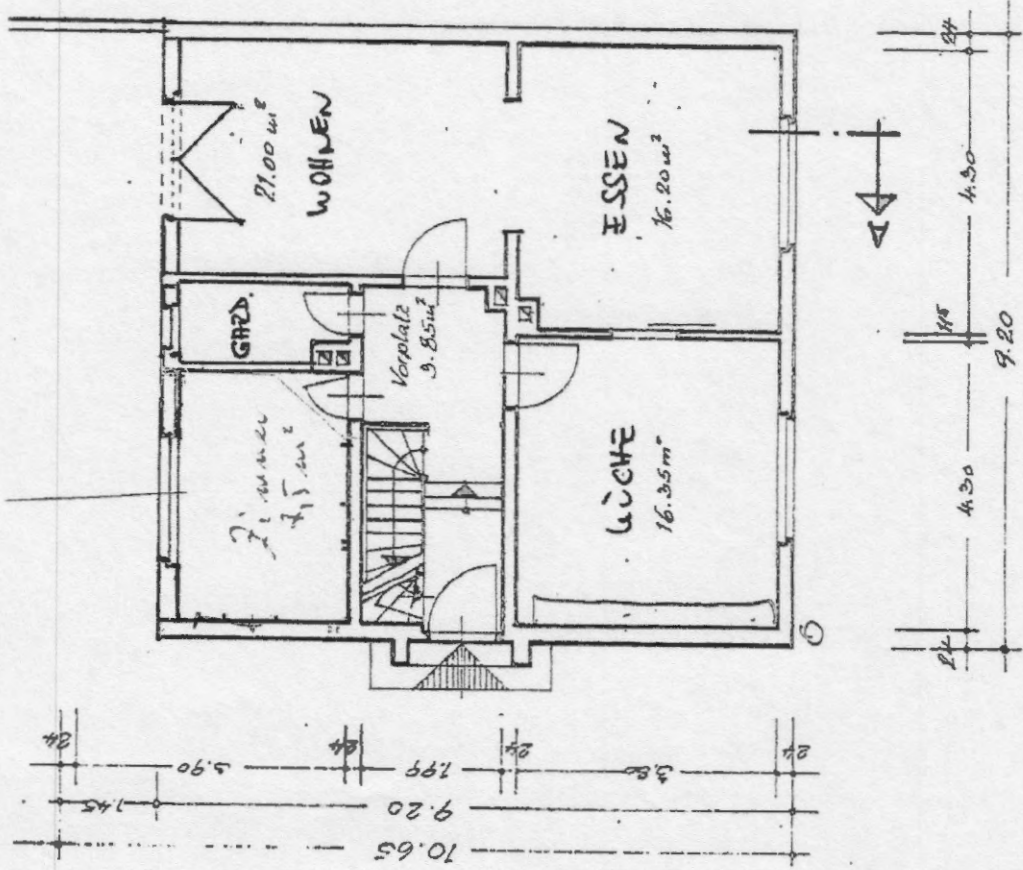 WOHNEN
21.00 m²
ESSEN
16.20 m²
GARD.
Vorplatz
9.85 m²
Zimmer
KÜCHE
16.35 m²
24
4.30
11⁵
9.20
4.30
24
24
3.90
24
1.99
24
3.80
24
1.45
9.20
10.65